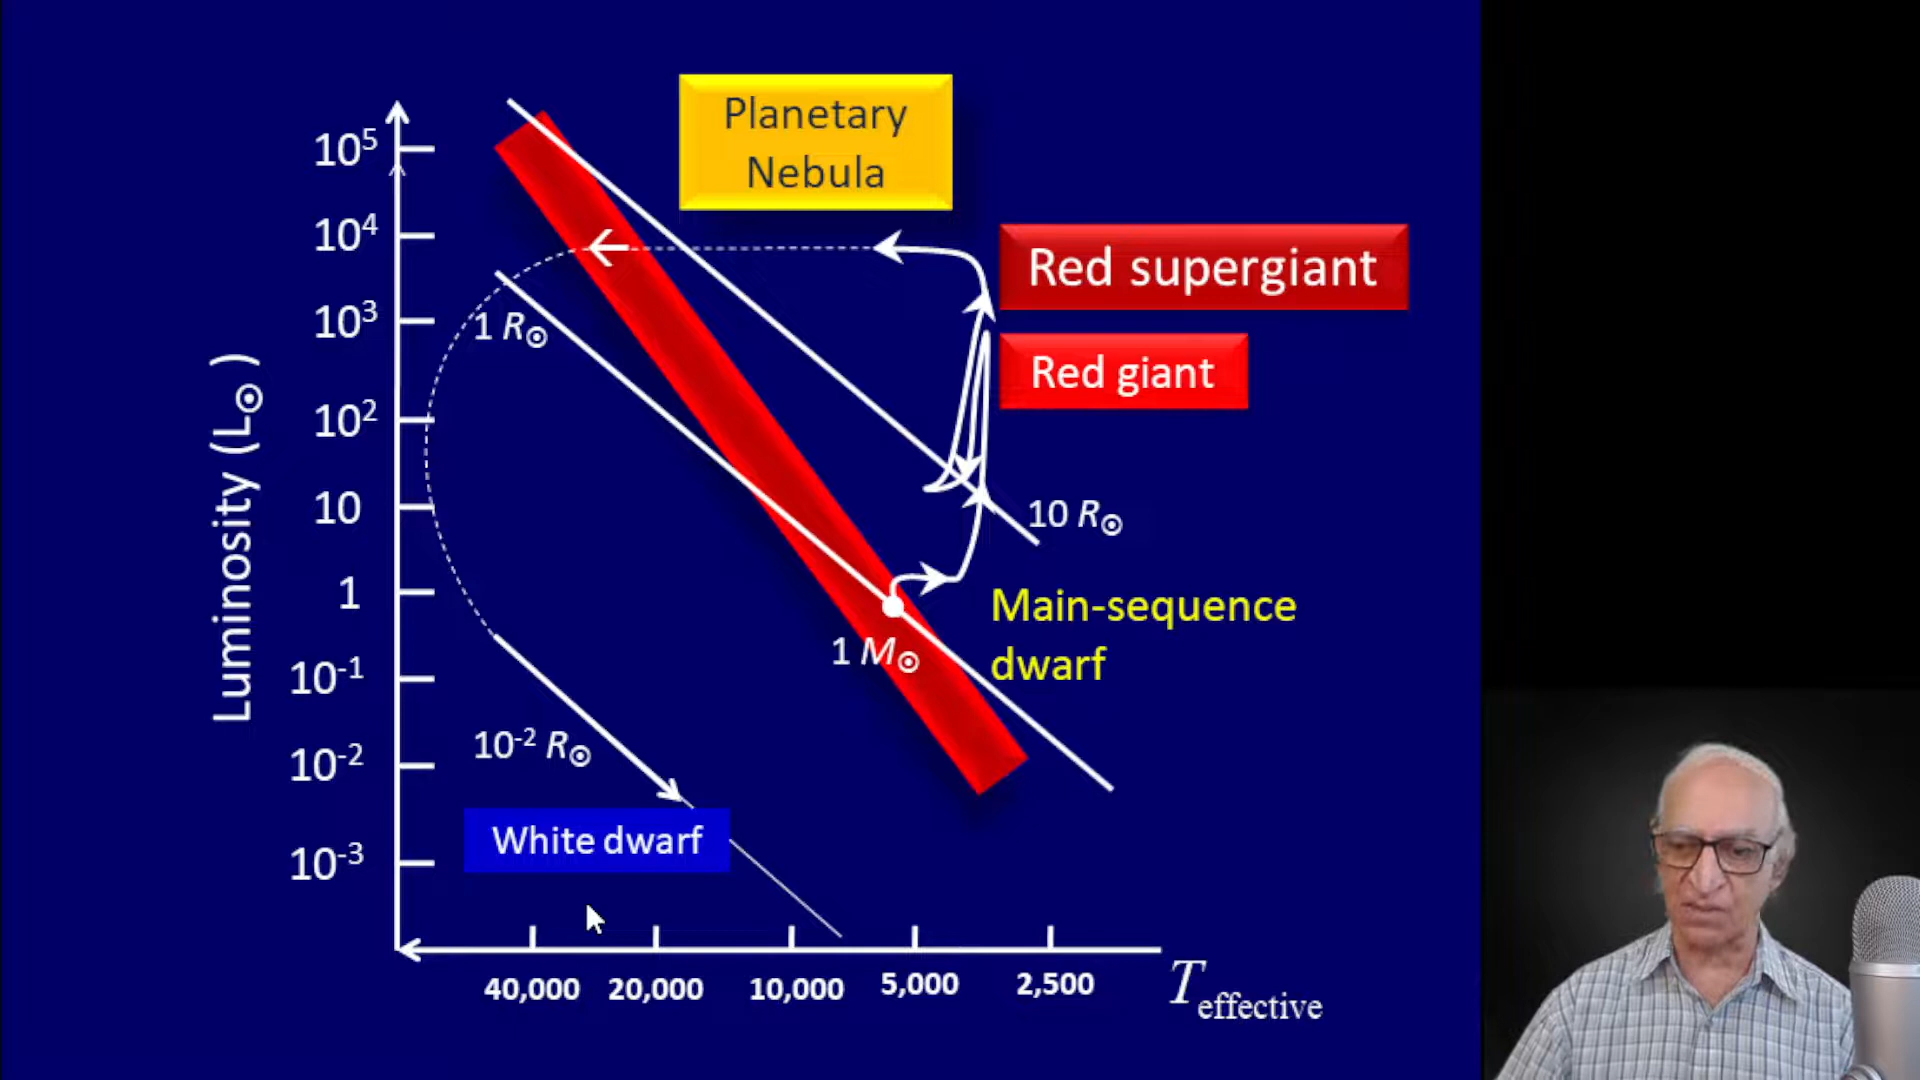 Planetary
Nebula
Red supergiant
Red giant
Luminosity (L☉)
10⁵
10⁴
10³
10²
10
1
10⁻¹
10⁻²
10⁻³
1 R☉
10 R☉
Main-sequence
dwarf
1 M☉
10⁻² R☉
White dwarf
40,000 20,000 10,000 5,000 2,500
T effective